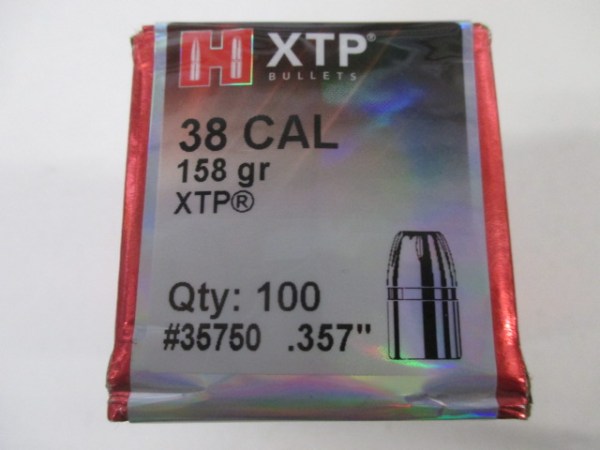 H XTP®
BULLETS
38 CAL
158 gr
XTP®
Qty: 100
#35750 .357"